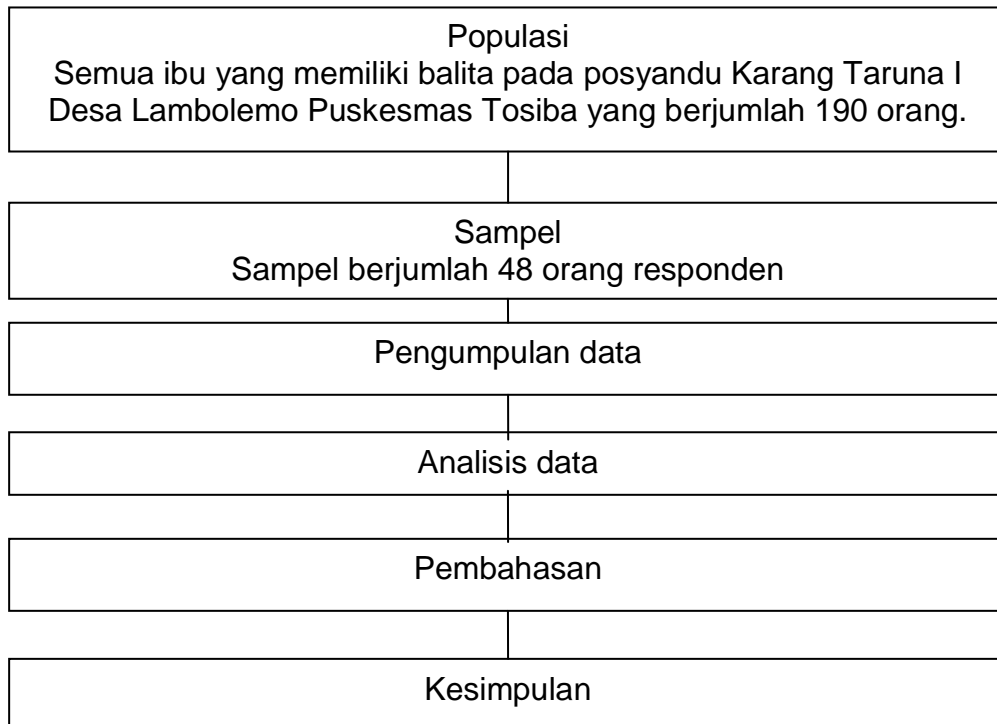 Populasi
Semua ibu yang memiliki balita pada posyandu Karang Taruna I
Desa Lambolemo Puskesmas Tosiba yang berjumlah 190 orang.
Sampel
Sampel berjumlah 48 orang responden
Pengumpulan data
Analisis data
Pembahasan
Kesimpulan